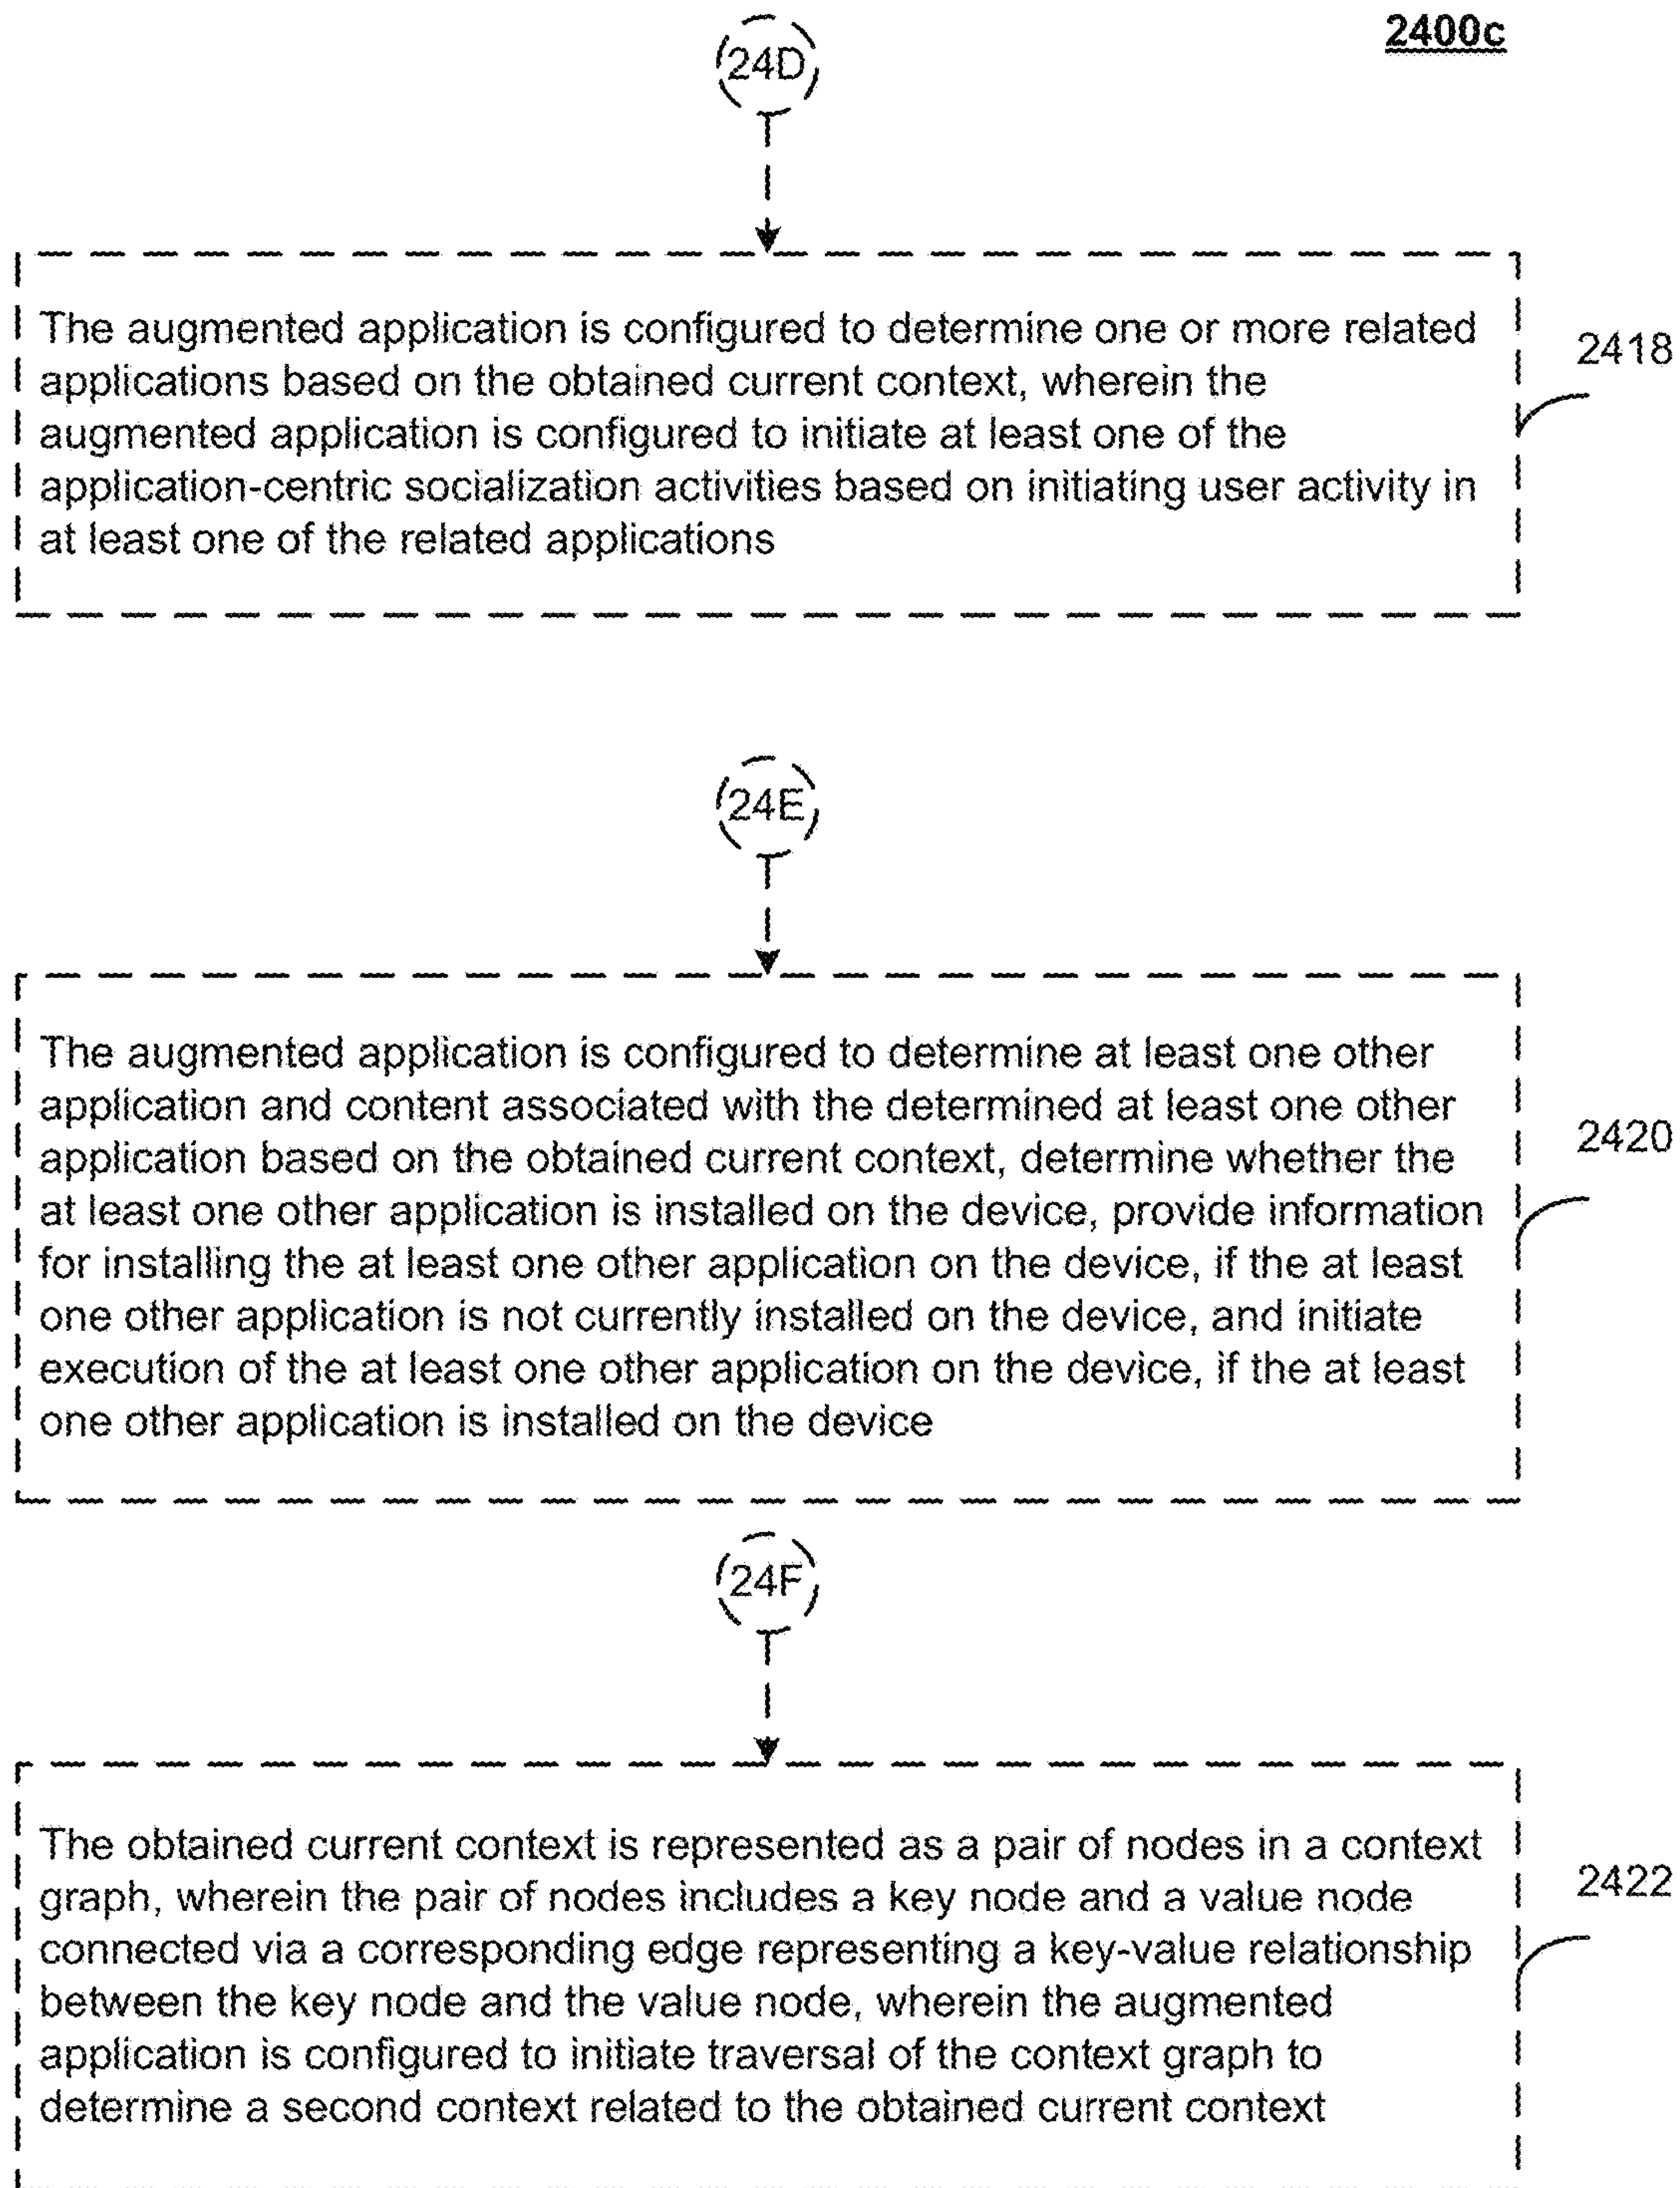 2400c
24D
The augmented application is configured to determine one or more related
applications based on the obtained current context, wherein the
augmented application is configured to initiate at least one of the
application-centric socialization activities based on initiating user activity in
at least one of the related applications
2418
24E
The augmented application is configured to determine at least one other
application and content associated with the determined at least one other
application based on the obtained current context, determine whether the
at least one other application is installed on the device, provide information
for installing the at least one other application on the device, if the at least
one other application is not currently installed on the device, and initiate
execution of the at least one other application on the device, if the at least
one other application is installed on the device
2420
24F
The obtained current context is represented as a pair of nodes in a context
graph, wherein the pair of nodes includes a key node and a value node
connected via a corresponding edge representing a key-value relationship
between the key node and the value node, wherein the augmented
application is configured to initiate traversal of the context graph to
determine a second context related to the obtained current context
2422